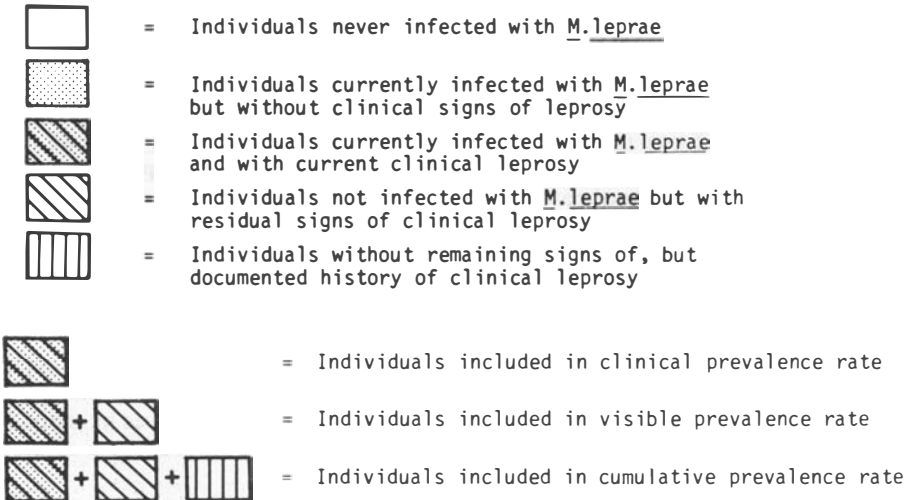 = Individuals never infected with M.leprae
= Individuals currently infected with M.leprae
but without clinical signs of leprosy
= Individuals currently infected with M.leprae
and with current clinical leprosy
= Individuals not infected with M.leprae but with
residual signs of clinical leprosy
= Individuals without remaining signs of, but
documented history of clinical leprosy
= Individuals included in clinical prevalence rate
+ = Individuals included in visible prevalence rate
+ + = Individuals included in cumulative prevalence rate